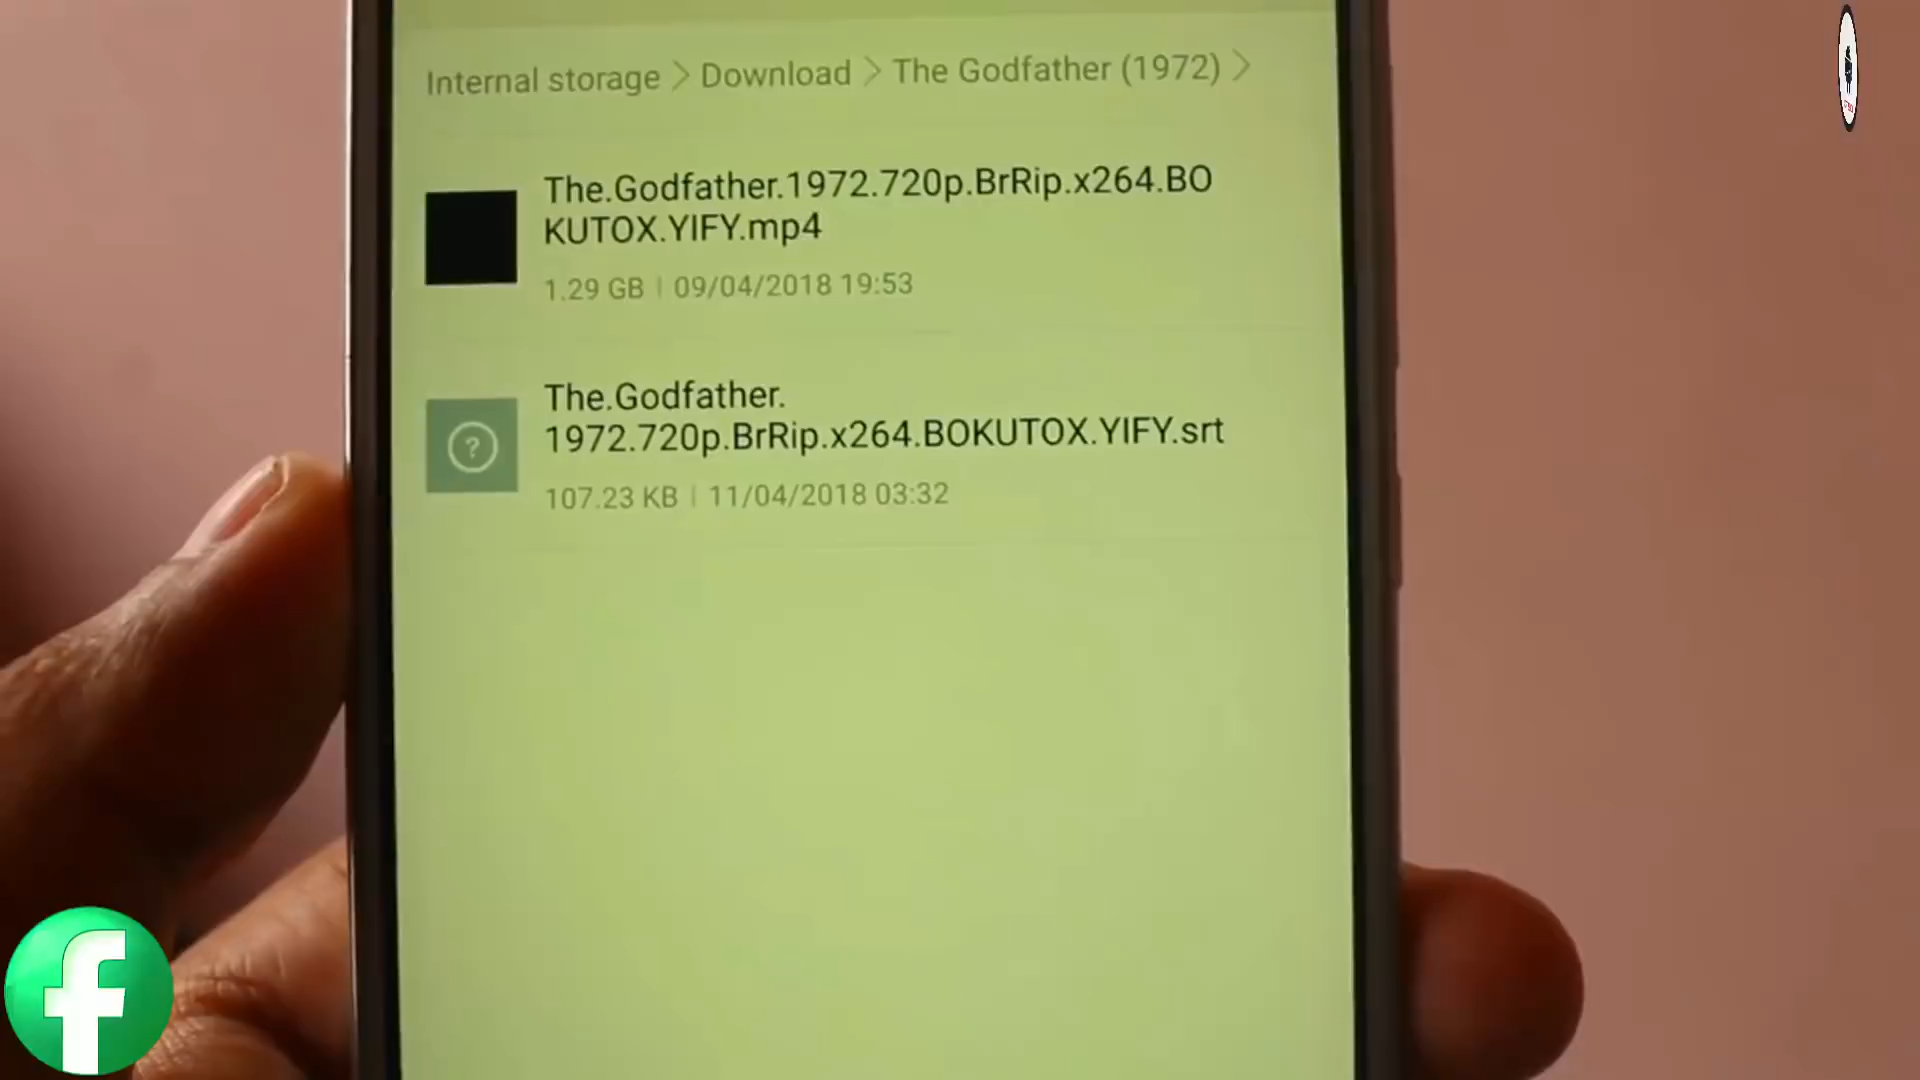 Internal storage > Download > The Godfather (1972) >
The.Godfather.1972.720p.BrRip.x264.BO
KUTOX.YIFY.mp4
1.29 GB | 09/04/2018 19:53
The.Godfather.
1972.720p.BrRip.x264.BOKUTOX.YIFY.srt
?
107.23 KB | 11/04/2018 03:32
f